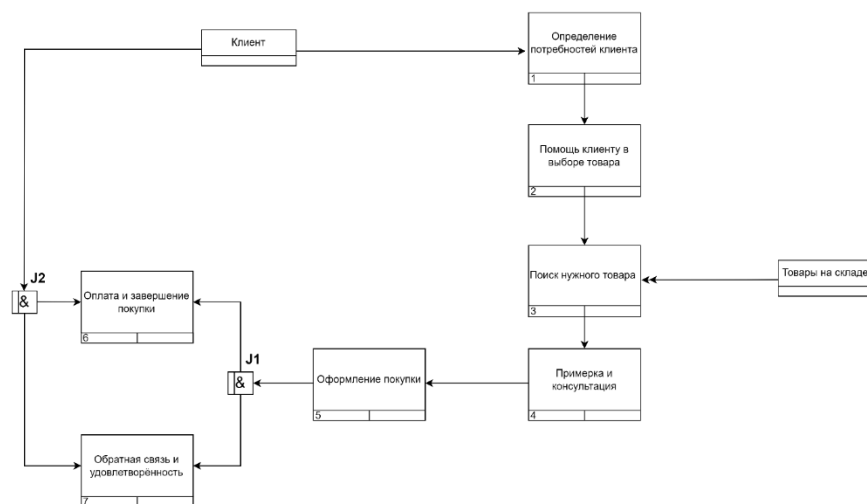 Клиент
Определение
потребностей клиента
1
Помощь клиенту в
выборе товара
2
J2
&
Оплата и завершение
покупки
6
Поиск нужного товара
3
Товары на складе
J1
&
Оформление покупки
5
Примерка и
консультация
4
Обратная связь и
удовлетворённость
7